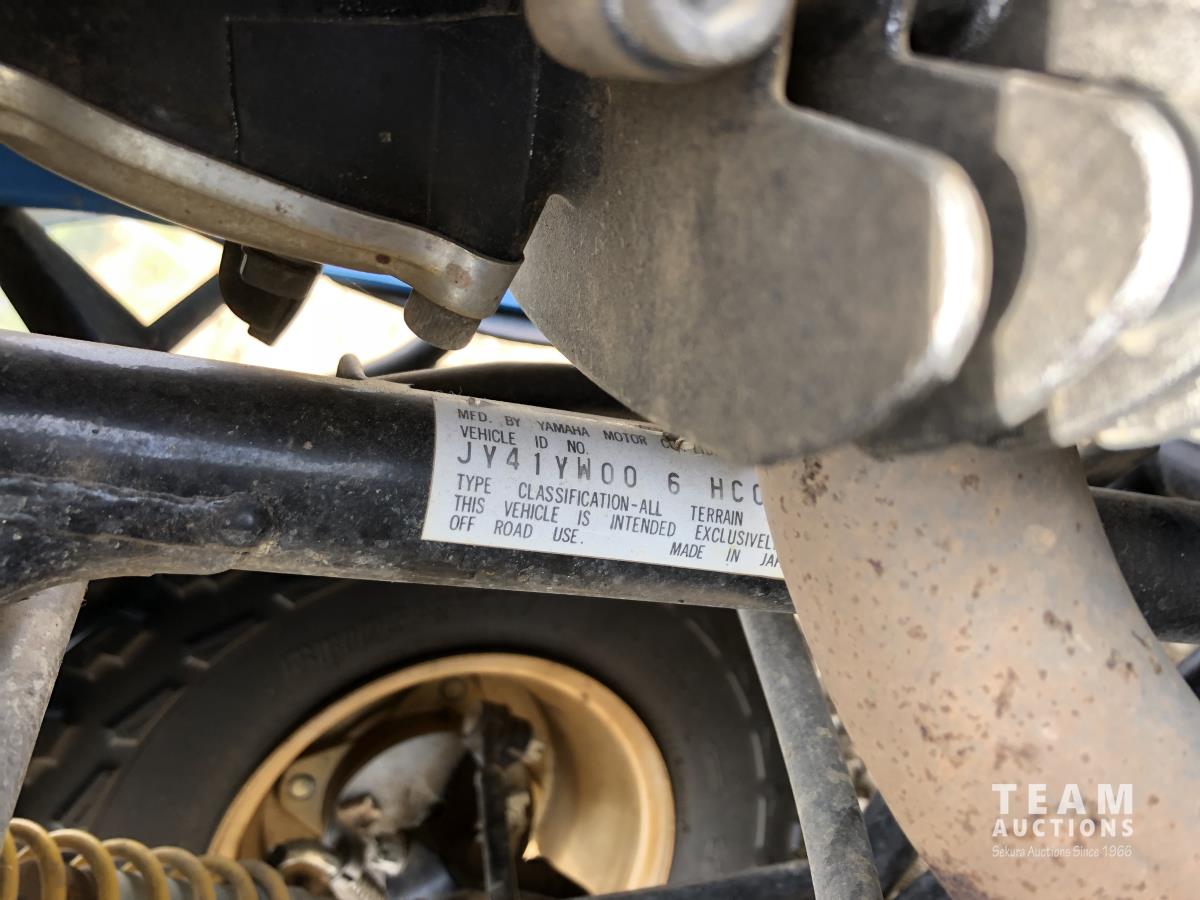 MFD. BY YAMAHA MOTOR CO., LTD.
VEHICLE ID NO.
JY41YW00 6 HC0
TYPE CLASSIFICATION-ALL TERRAIN
THIS VEHICLE IS INTENDED EXCLUSIVELY
OFF ROAD USE. MADE IN JAP
TEAM
AUCTIONS
Sekura Auctions Since 1966